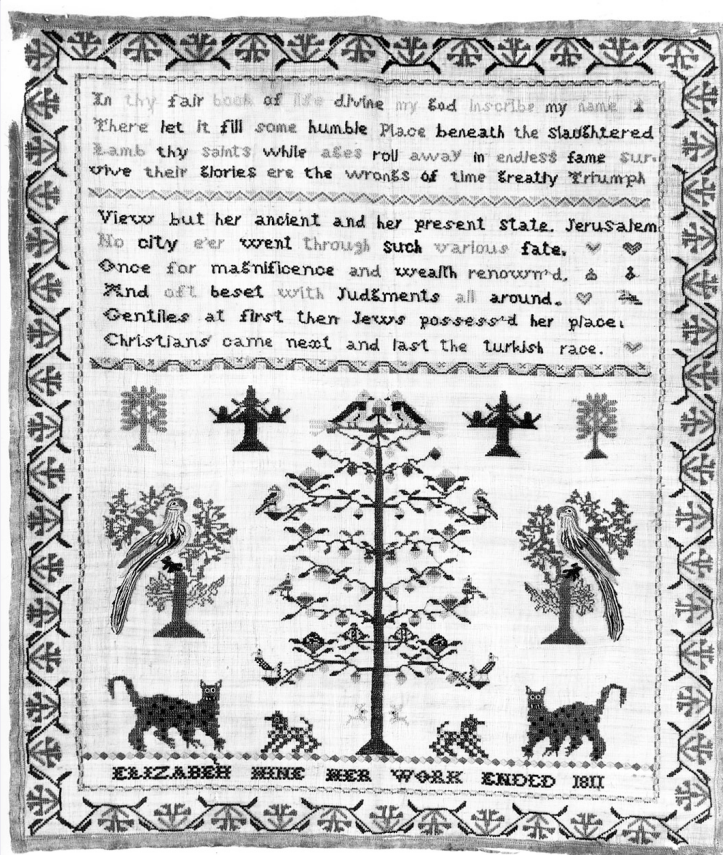 In thy fair book of life divine my God Inscribe my name
There let it fill some humble Place beneath the Slaughtered
Lamb thy saints while ages roll away in endless fame Sur-
vive their Glories ere the wrongs of time Greatly Triumph
View but her ancient and her present State. Jerusalem
No city e'er went through Such various fate.
Once for magnificence and wealth renown'd.
And oft beset with Judgments all around.
Gentiles at first then Jews possess'd her place.
Christians came next and last the turkish race.
ELIZABEH HINE HER WORK ENDED 1811